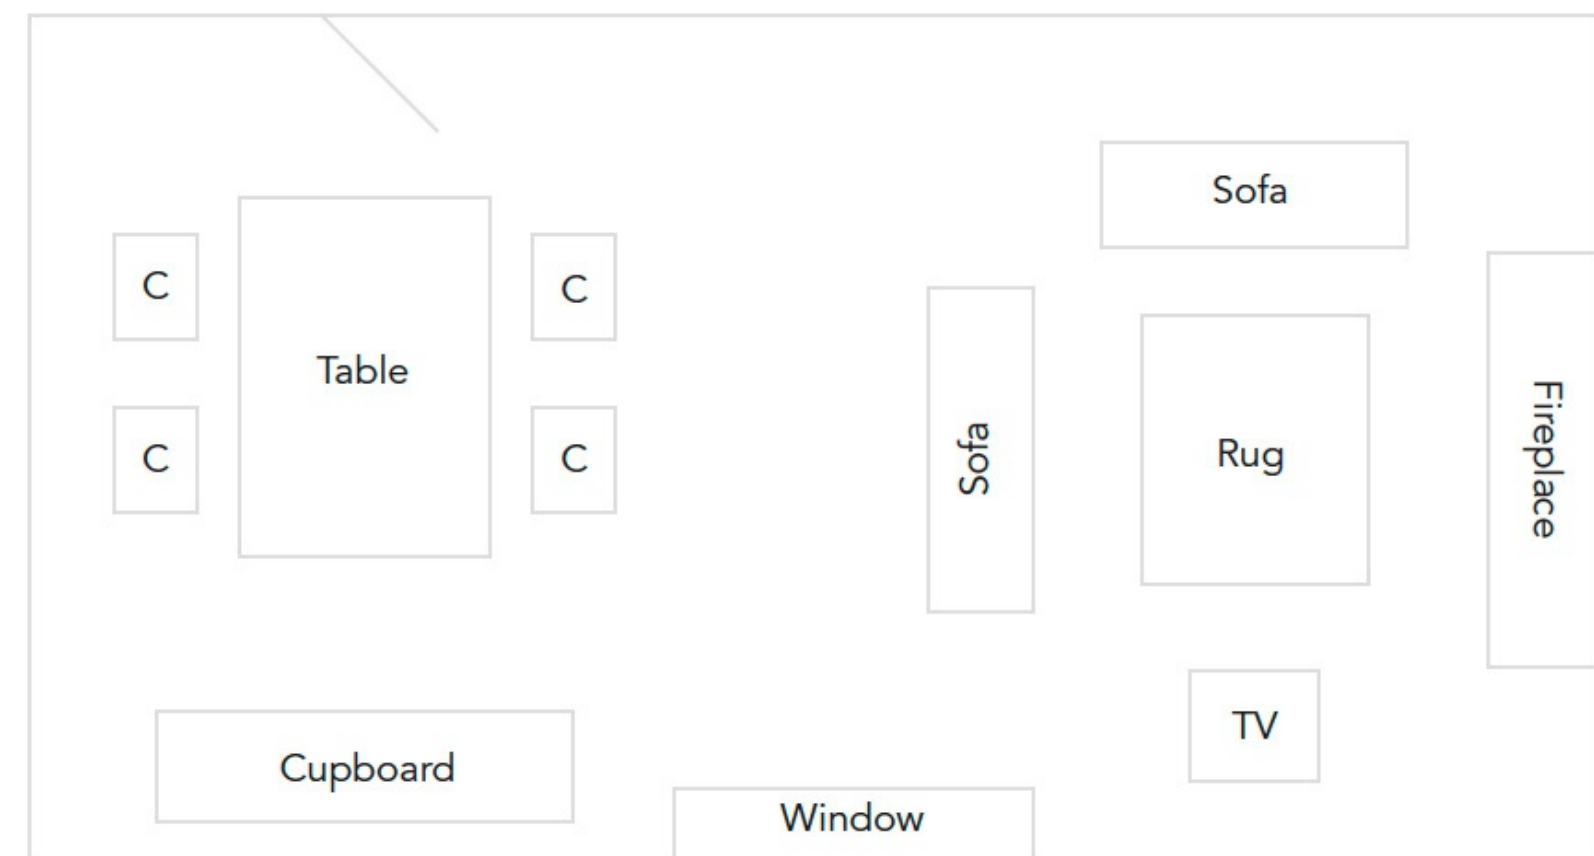 Sofa
C
C
Table
Sofa
Rug
Fireplace
C
C
TV
Cupboard
Window